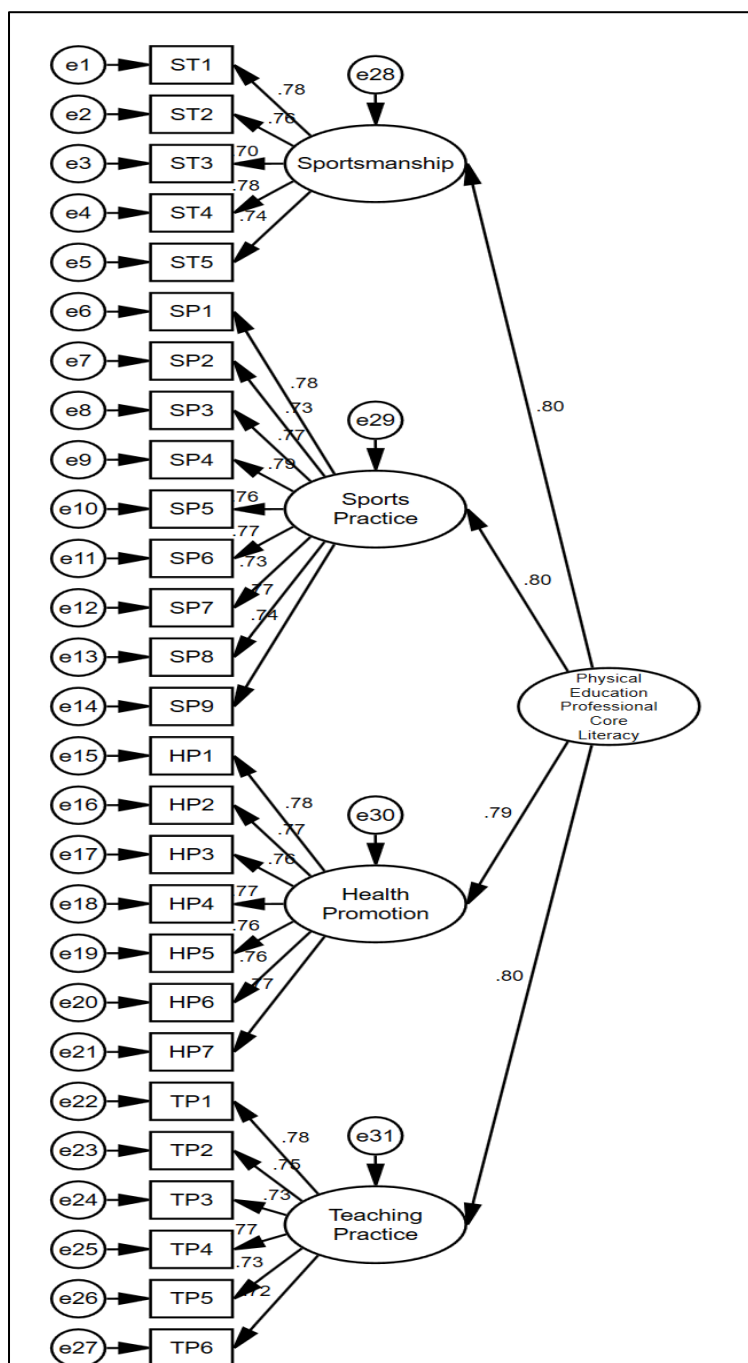 e1 ST1
.78
e28
e2 ST2
.76
Sportsmanship
e3 ST3
.70
e4 ST4
.78
e5 ST5
.74
e6 SP1
.78
e7 SP2
.73
e8 SP3
.77
e29
e9 SP4
.79
e10 SP5
.76
Sports
Practice
e11 SP6
.77
e12 SP7
.73
e13 SP8
.77
e14 SP9
.74
.80
.80
Physical
Education
Professional
Core
Literacy
.79
.80
e15 HP1
.78
e16 HP2
.77
e30
e17 HP3
.76
e18 HP4
.77
Health
Promotion
e19 HP5
.76
e20 HP6
.76
e21 HP7
.77
e22 TP1
.78
e31
e23 TP2
.75
e24 TP3
.73
Teaching
Practice
e25 TP4
.77
e26 TP5
.73
e27 TP6
.72